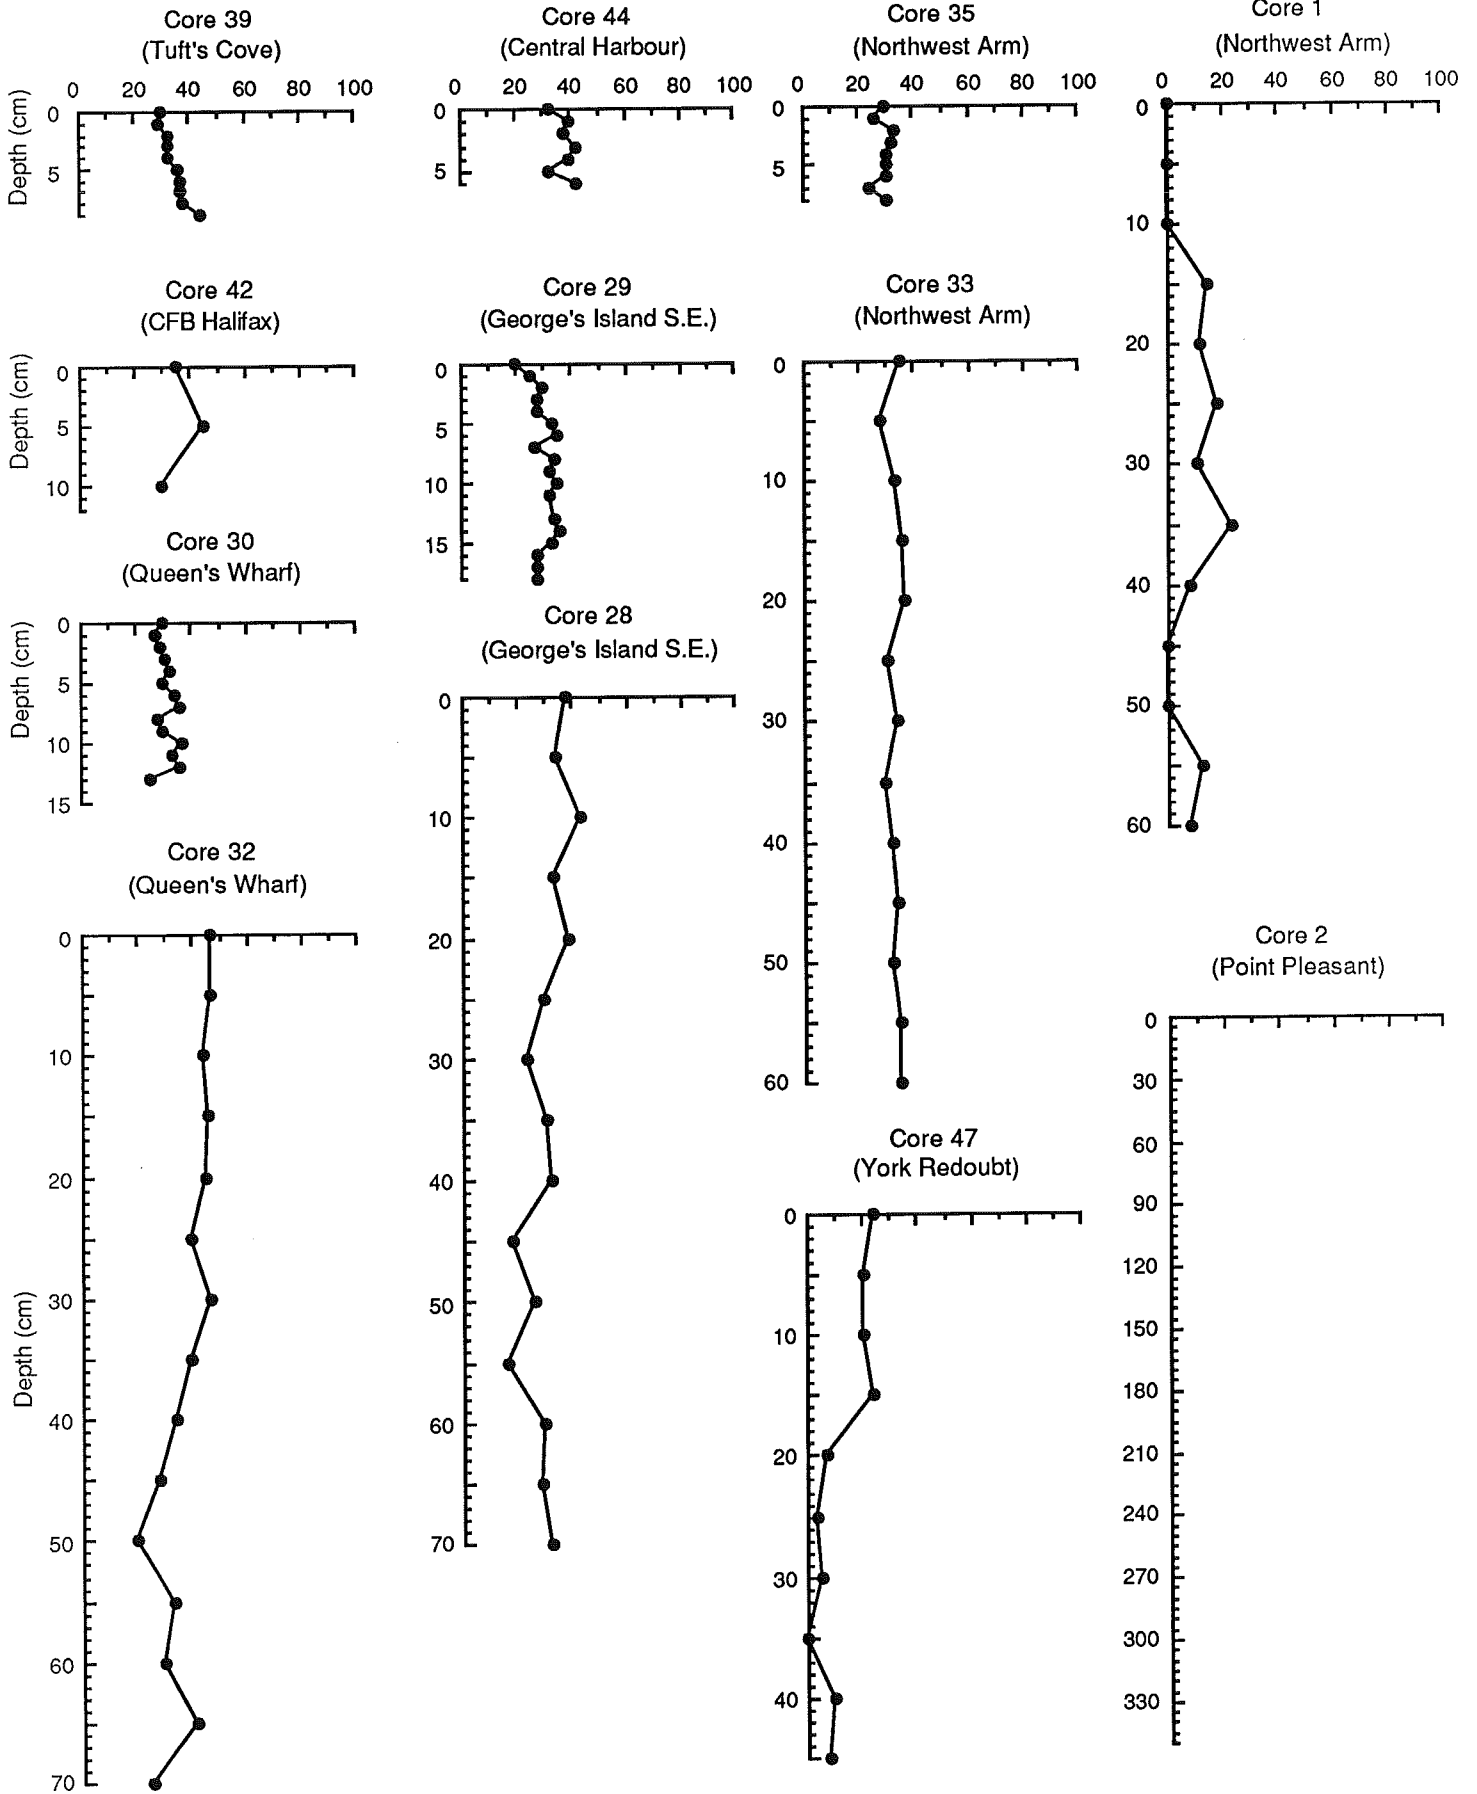 Core 39
(Tuft's Cove)
0 20 40 60 80 100
Depth (cm)
0
5
Core 42
(CFB Halifax)
Depth (cm)
0
5
10
Core 30
(Queen's Wharf)
Depth (cm)
0
5
10
15
Core 32
(Queen's Wharf)
Depth (cm)
0
10
20
30
40
50
60
70
Core 44
(Central Harbour)
0 20 40 60 80 100
0
5
Core 29
(George's Island S.E.)
0
5
10
15
Core 28
(George's Island S.E.)
0
10
20
30
40
50
60
70
Core 35
(Northwest Arm)
0 20 40 60 80 100
0
5
Core 33
(Northwest Arm)
0
10
20
30
40
50
60
Core 47
(York Redoubt)
0
10
20
30
40
Core 1
(Northwest Arm)
0 20 40 60 80 100
0
10
20
30
40
50
60
Core 2
(Point Pleasant)
0
30
60
90
120
150
180
210
240
270
300
330